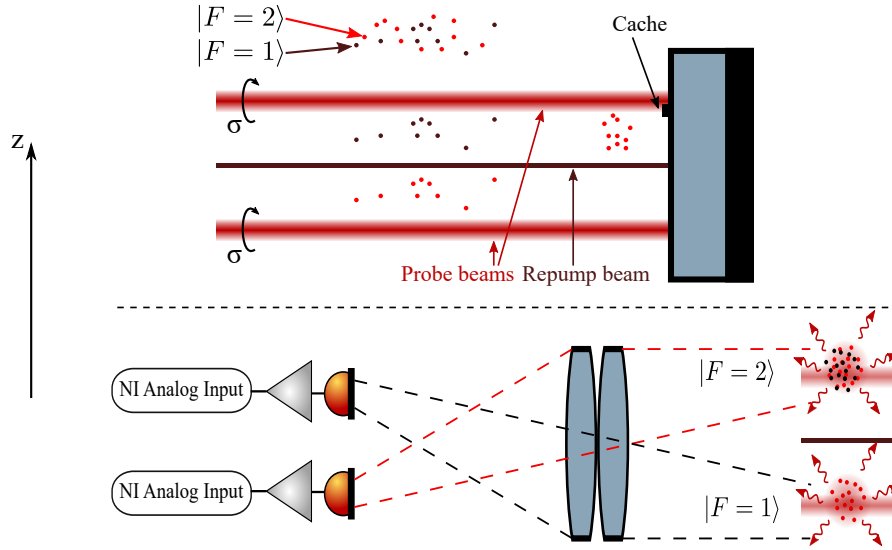 |F = 2⟩
|F = 1⟩
Cache
z
σ
σ
Probe beams
Repump beam
NI Analog Input
|F = 2⟩
NI Analog Input
|F = 1⟩